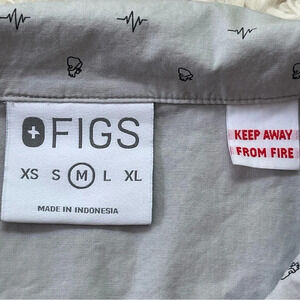 FIGS
XS S M L XL
MADE IN INDONESIA
KEEP AWAY
FROM FIRE